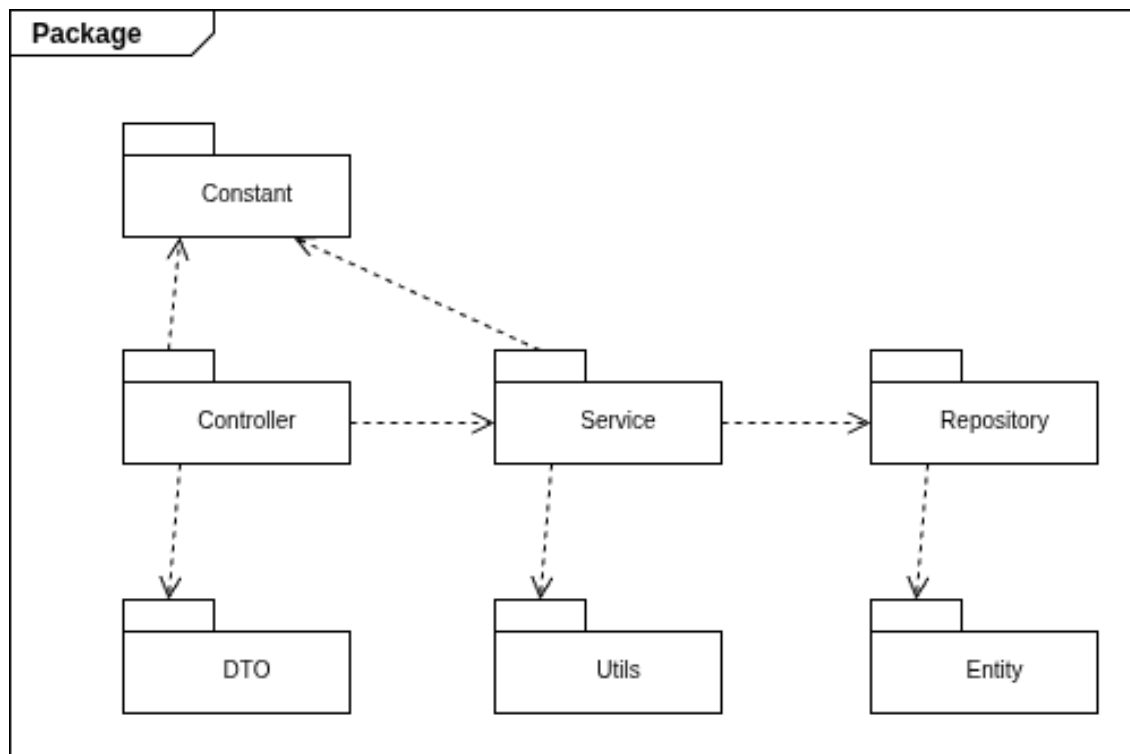 Package
Constant
Controller
Service
Repository
DTO
Utils
Entity